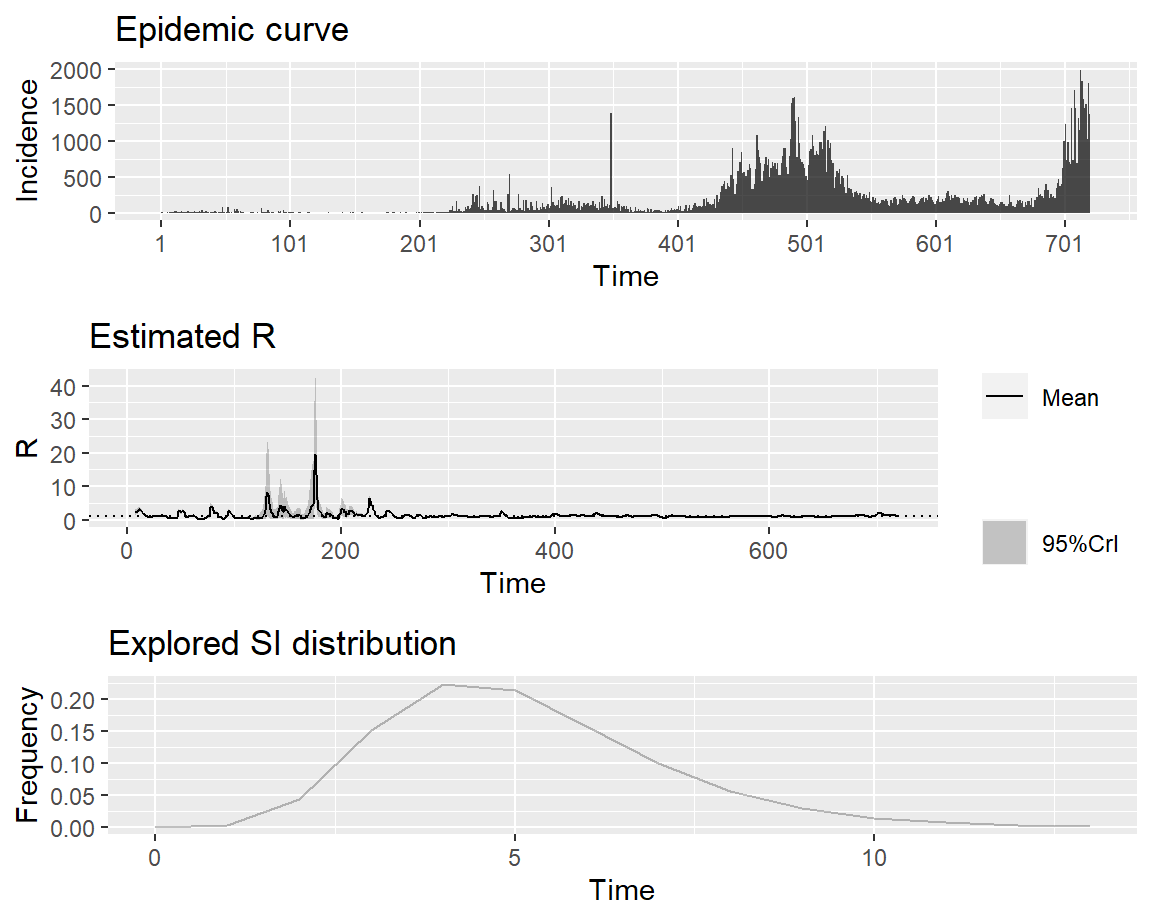 Epidemic curve
Incidence
2000
1500
1000
500
0
1 101 201 301 401 501 601 701
Time
Estimated R
R
40
30
20
10
0
0 200 400 600
Time
Mean
95%CrI
Explored SI distribution
Frequency
0.20
0.15
0.10
0.05
0.00
0 5 10
Time